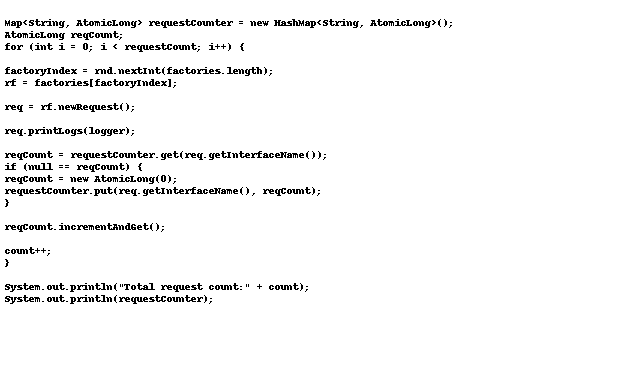 Map<String, AtomicLong> requestCounter = new HashMap<String, AtomicLong>();
AtomicLong reqCount;
for (int i = 0; i < requestCount; i++) {
factoryIndex = rnd.nextInt(factories.length);
rf = factories[factoryIndex];
req = rf.newRequest();
req.printLogs(logger);
reqCount = requestCounter.get(req.getInterfaceName());
if (null == reqCount) {
reqCount = new AtomicLong(0);
requestCounter.put(req.getInterfaceName(), reqCount);
}
reqCount.incrementAndGet();
count++;
}
System.out.println("Total request count:" + count);
System.out.println(requestCounter);